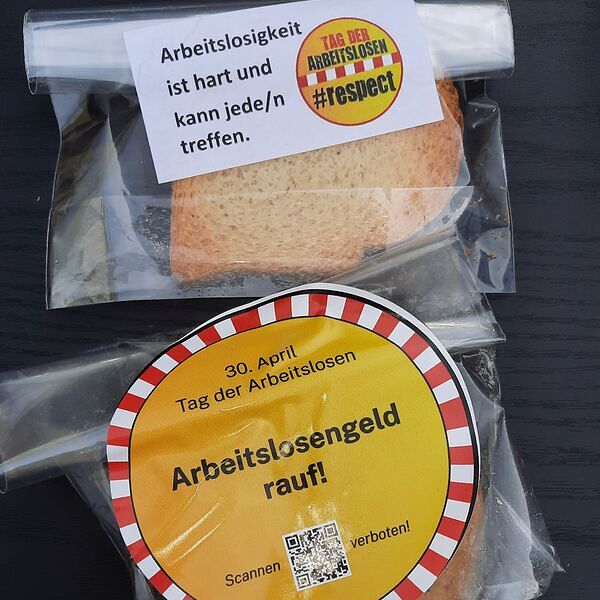 Arbeitslosigkeit
ist hart und
kann jede/n
treffen.
TAG DER
ARBEITSLOSEN
#respect
30. April
Tag der Arbeitslosen
Arbeitslosengeld
rauf!
Scannen verboten!